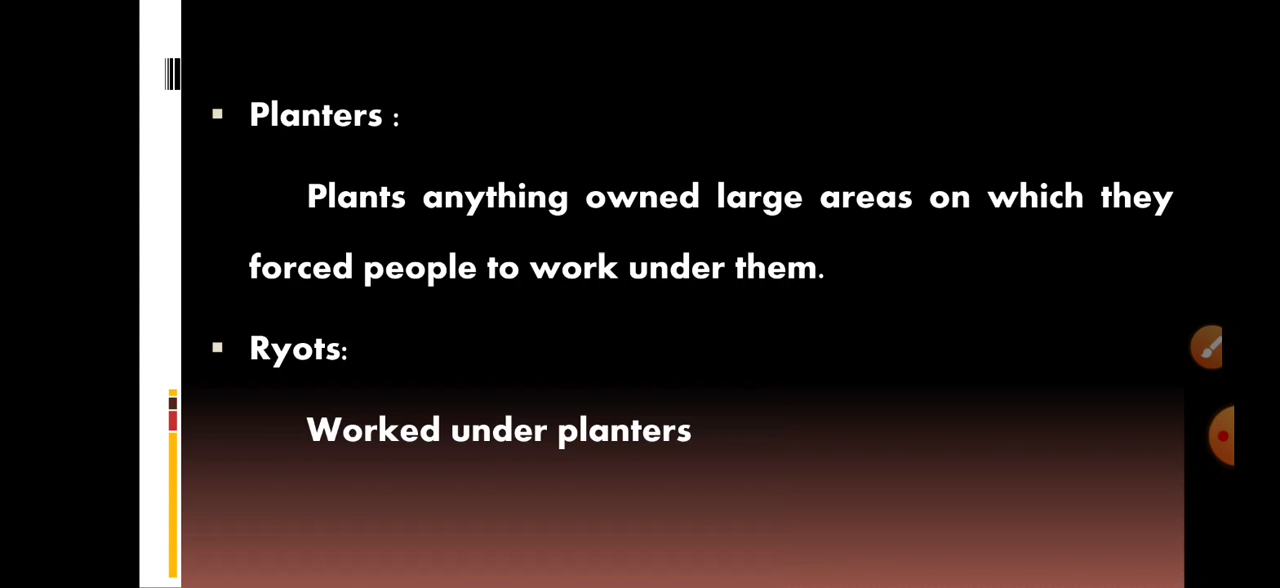 Planters :
Plants anything owned large areas on which they
forced people to work under them.
Ryots:
Worked under planters